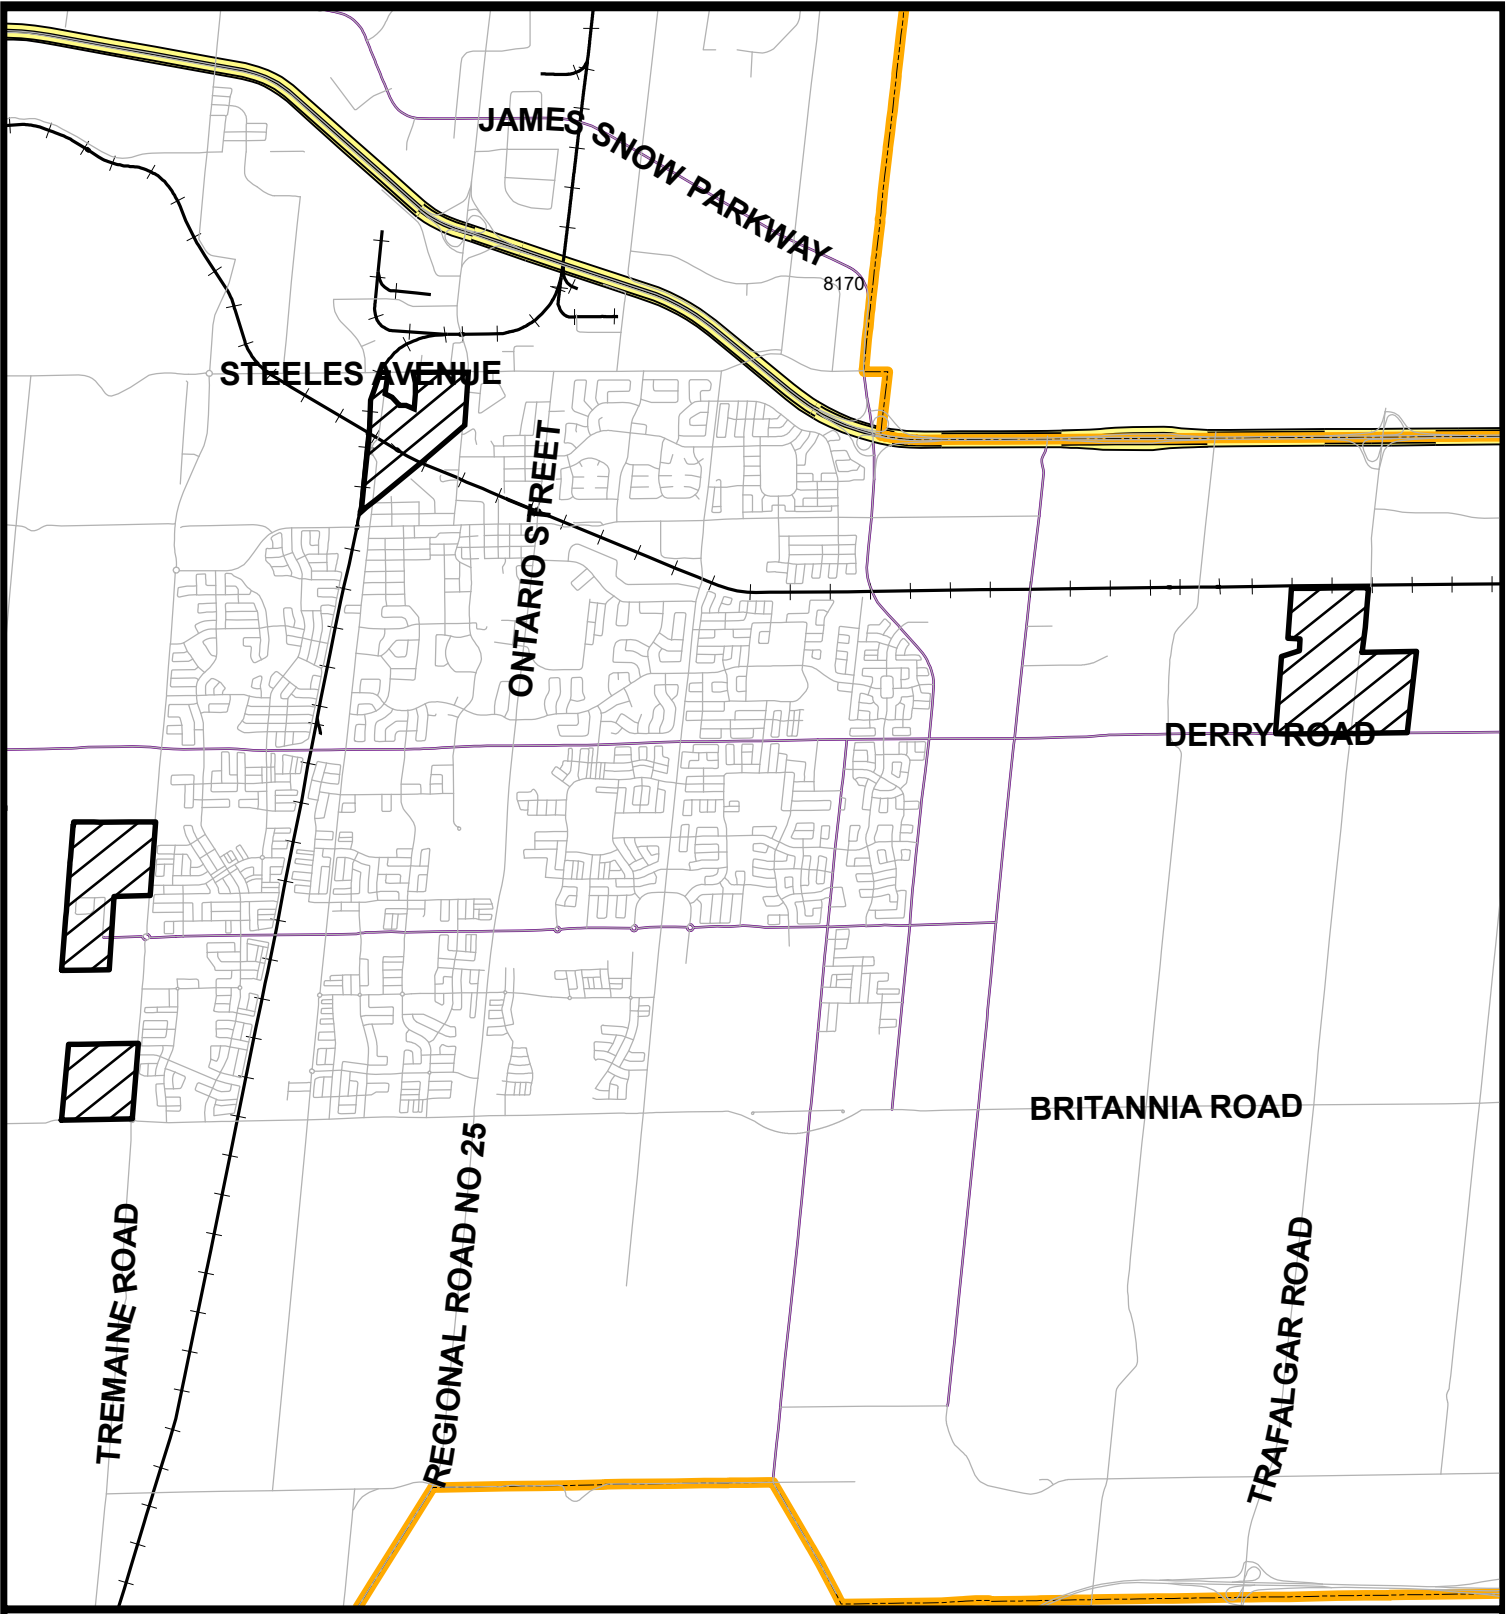 JAMES SNOW PARKWAY
8170
STEELES AVENUE
ONTARIO STREET
DERRY ROAD
BRITANNIA ROAD
REGIONAL ROAD NO 25
TREMAINE ROAD
TRAFALGAR ROAD